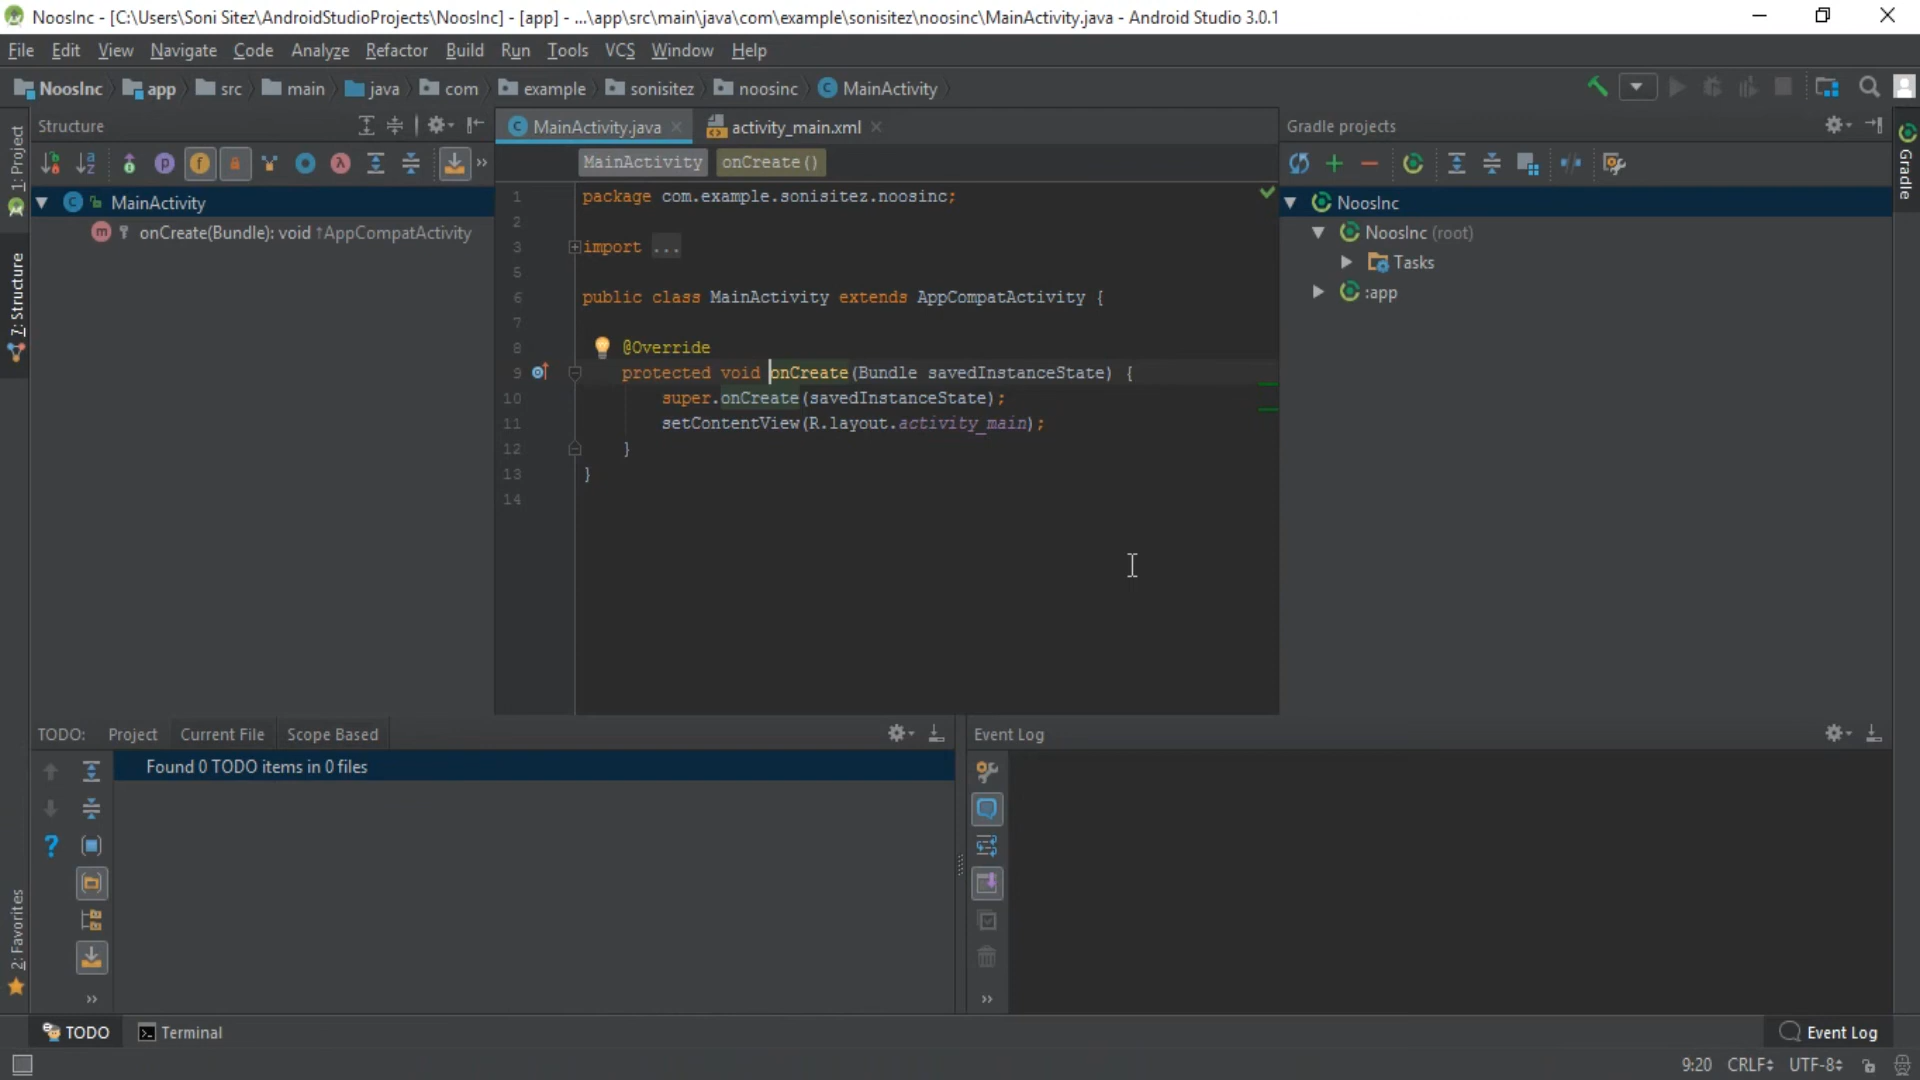 NoosInc - [C:\Users\Soni Sitez\AndroidStudioProjects\NoosInc] - [app] - ...\app\src\main\java\com\example\sonisitez\noosinc\MainActivity.java - Android Studio 3.0.1
File Edit View Navigate Code Analyze Refactor Build Run Tools VCS Window Help
NoosInc app src main java com example sonisitez noosinc MainActivity
1: Project
7: Structure
2: Favorites
Structure
MainActivity
onCreate(Bundle): void ↑AppCompatActivity
MainActivity.java activity_main.xml
MainActivity onCreate()
1 package com.example.sonisitez.noosinc;
2
3 import ...
5
6 public class MainActivity extends AppCompatActivity {
7
8 @Override
9 protected void onCreate(Bundle savedInstanceState) {
10 super.onCreate(savedInstanceState);
11 setContentView(R.layout.activity_main);
12 }
13 }
14
Gradle projects
NoosInc
NoosInc (root)
Tasks
:app
Gradle
TODO: Project Current File Scope Based
Found 0 TODO items in 0 files
Event Log
TODO Terminal Event Log
9:20 CRLF UTF-8